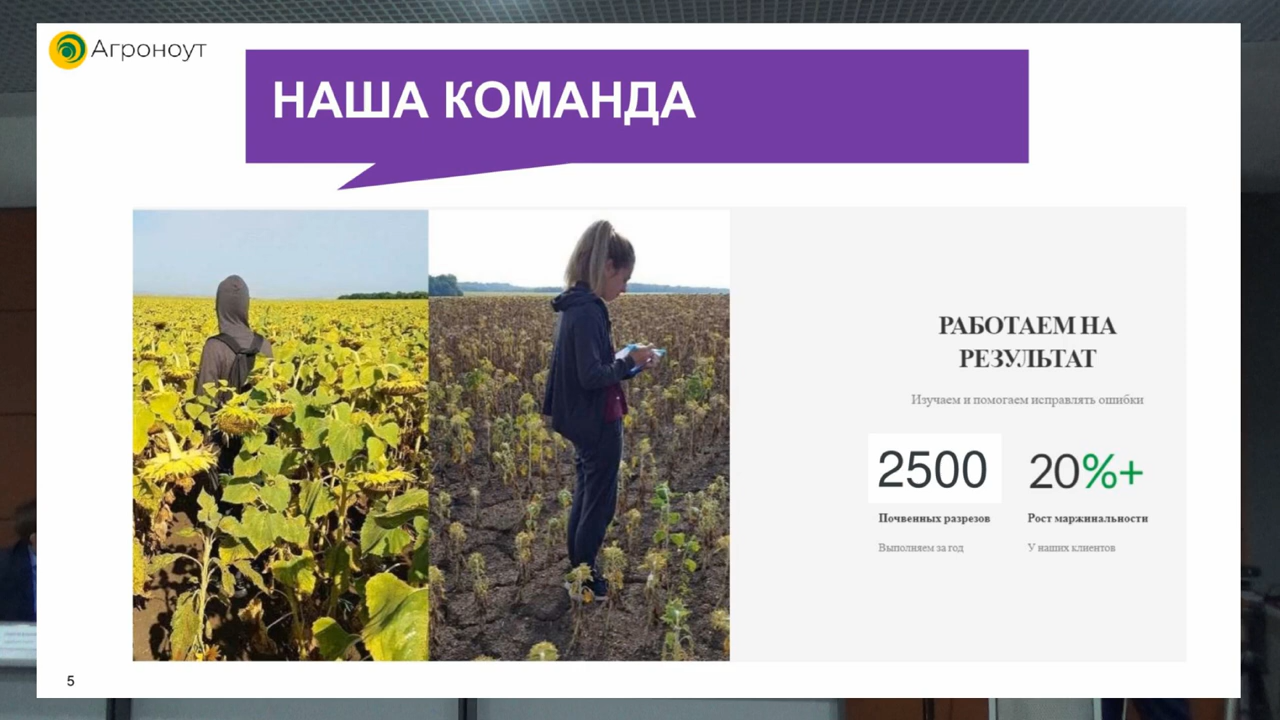 Агроноут
НАША КОМАНДА
РАБОТАЕМ НА
РЕЗУЛЬТАТ
Изучаем и помогаем исправлять ошибки
2500
20%+
Почвенных разрезов
Рост маржинальности
Выполняем за год
У наших клиентов
5